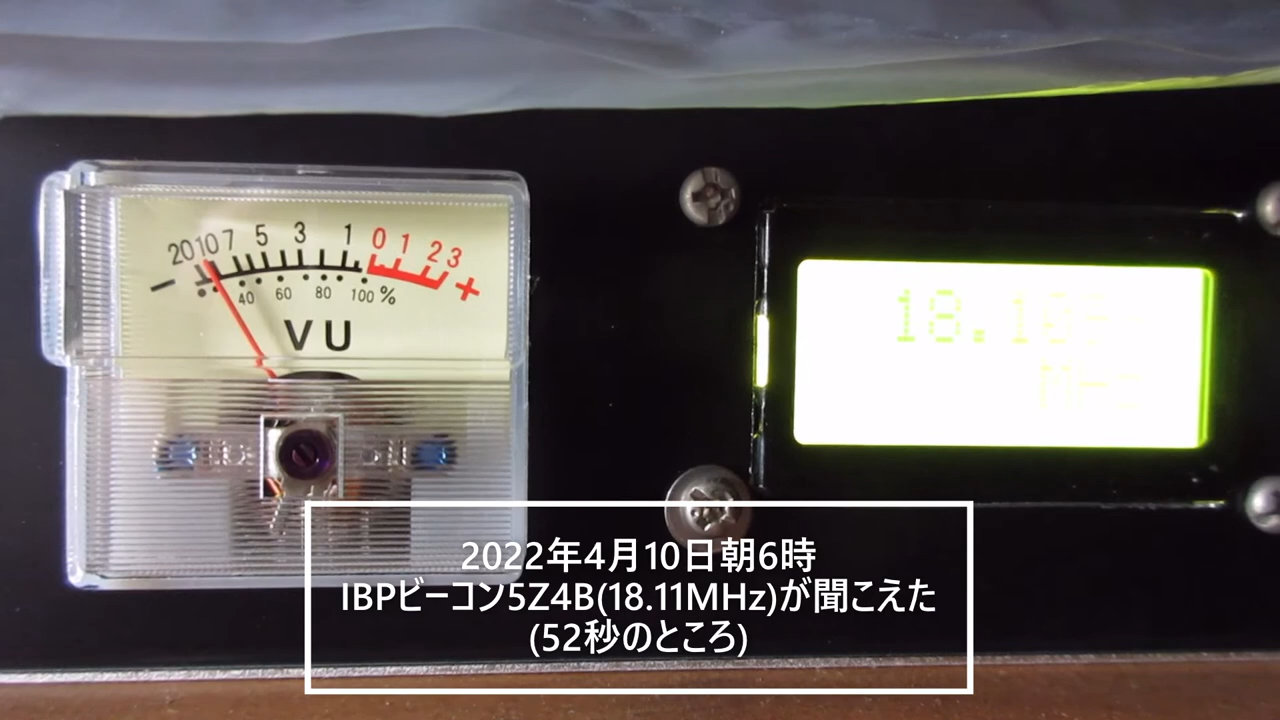 20 10 7 5 3 1 0 1 2 3
− +
40 60 80 100 %
VU
18.10
MHz
2022年4月10日朝6時
IBPビーコン5Z4B(18.11MHz)が聞こえた
(52秒のところ)